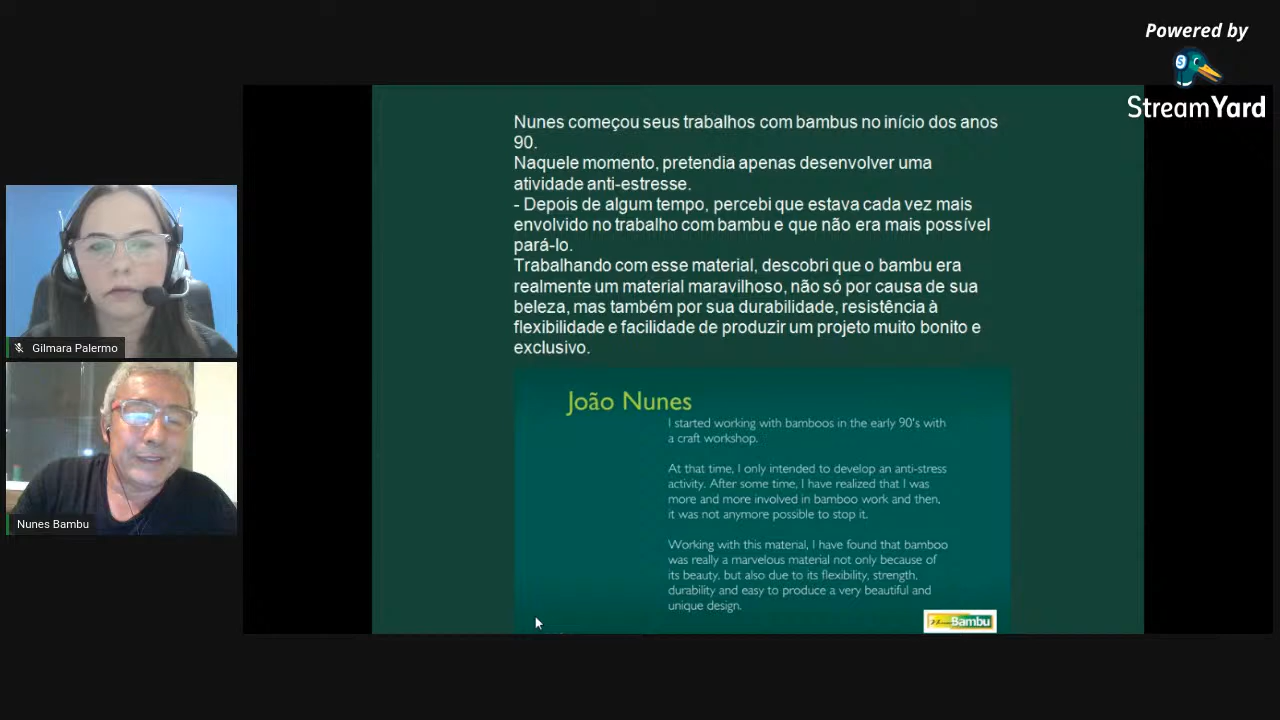 Powered by
StreamYard
Nunes começou seus trabalhos com bambus no início dos anos
90.
Naquele momento, pretendia apenas desenvolver uma
atividade anti-estresse.
- Depois de algum tempo, percebi que estava cada vez mais
envolvido no trabalho com bambu e que não era mais possível
pará-lo.
Trabalhando com esse material, descobri que o bambu era
realmente um material maravilhoso, não só por causa de sua
beleza, mas também por sua durabilidade, resistência à
flexibilidade e facilidade de produzir um projeto muito bonito e
exclusivo.
Gilmara Palermo
Nunes Bambu
João Nunes
I started working with bamboos in the early 90's with
a craft workshop.
At that time, I only intended to develop an anti-stress
activity. After some time, I have realized that I was
more and more involved in bamboo work and then,
it was not anymore possible to stop it.
Working with this material, I have found that bamboo
was really a marvelous material not only because of
its beauty, but also due to its flexibility, strength,
durability and easy to produce a very beautiful and
unique design.
Bambu